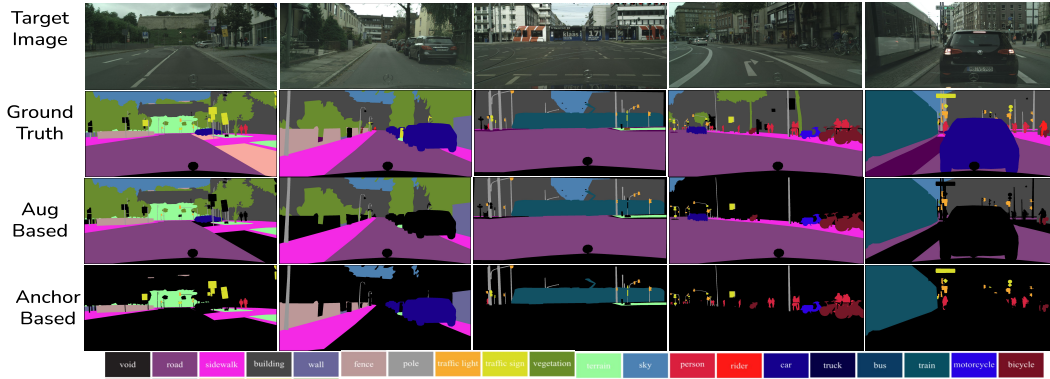 Target
Image
Ground
Truth
Aug
Based
Anchor
Based
void road sidewalk building wall fence pole traffic light traffic sign vegetation terrain sky person rider car truck bus train motorcycle bicycle